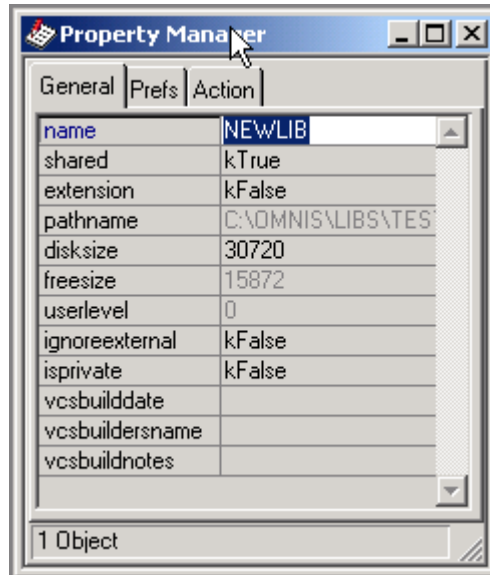 Property Manager
General Prefs Action
name NEWLIB
shared kTrue
extension kFalse
pathname C:\OMNIS\LIBS\TES
disksize 30720
freesize 15872
userlevel 0
ignoreexternal kFalse
isprivate kFalse
vcsbuilddate
vcsbuildersname
vcsbuildnotes
1 Object